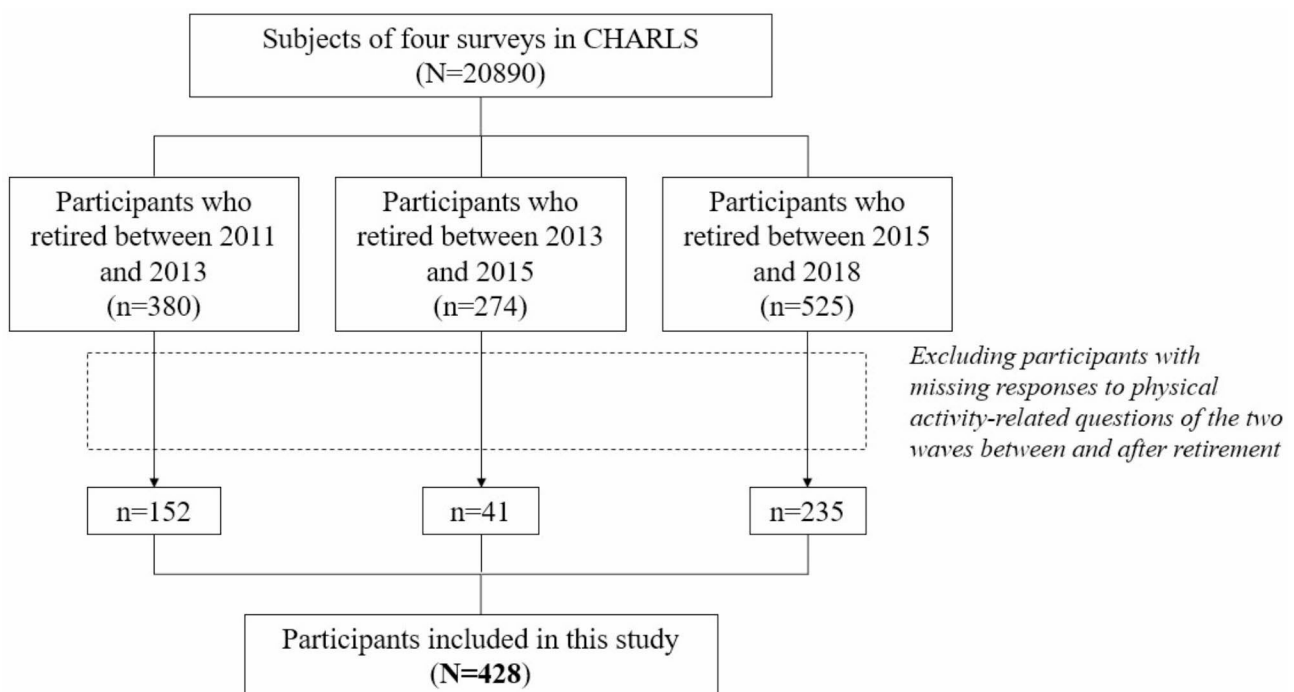 Subjects of four surveys in CHARLS
(N=20890)
Participants who
retired between 2011
and 2013
(n=380)
Participants who
retired between 2013
and 2015
(n=274)
Participants who
retired between 2015
and 2018
(n=525)
Excluding participants with
missing responses to physical
activity-related questions of the two
waves between and after retirement
n=152
n=41
n=235
Participants included in this study
(N=428)